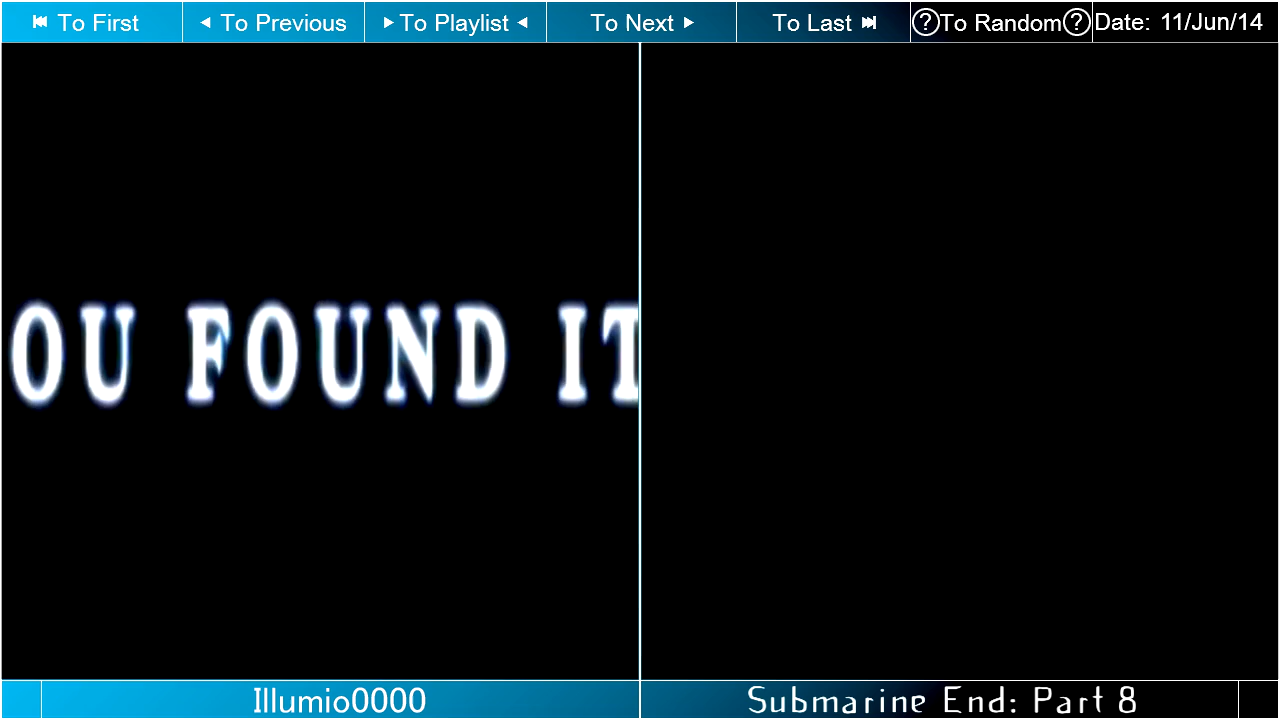 To First
To Previous
To Playlist
To Next
To Last
?To Random?
Date: 11/Jun/14
OU FOUND IT
Illumio0000
Submarine End: Part 8